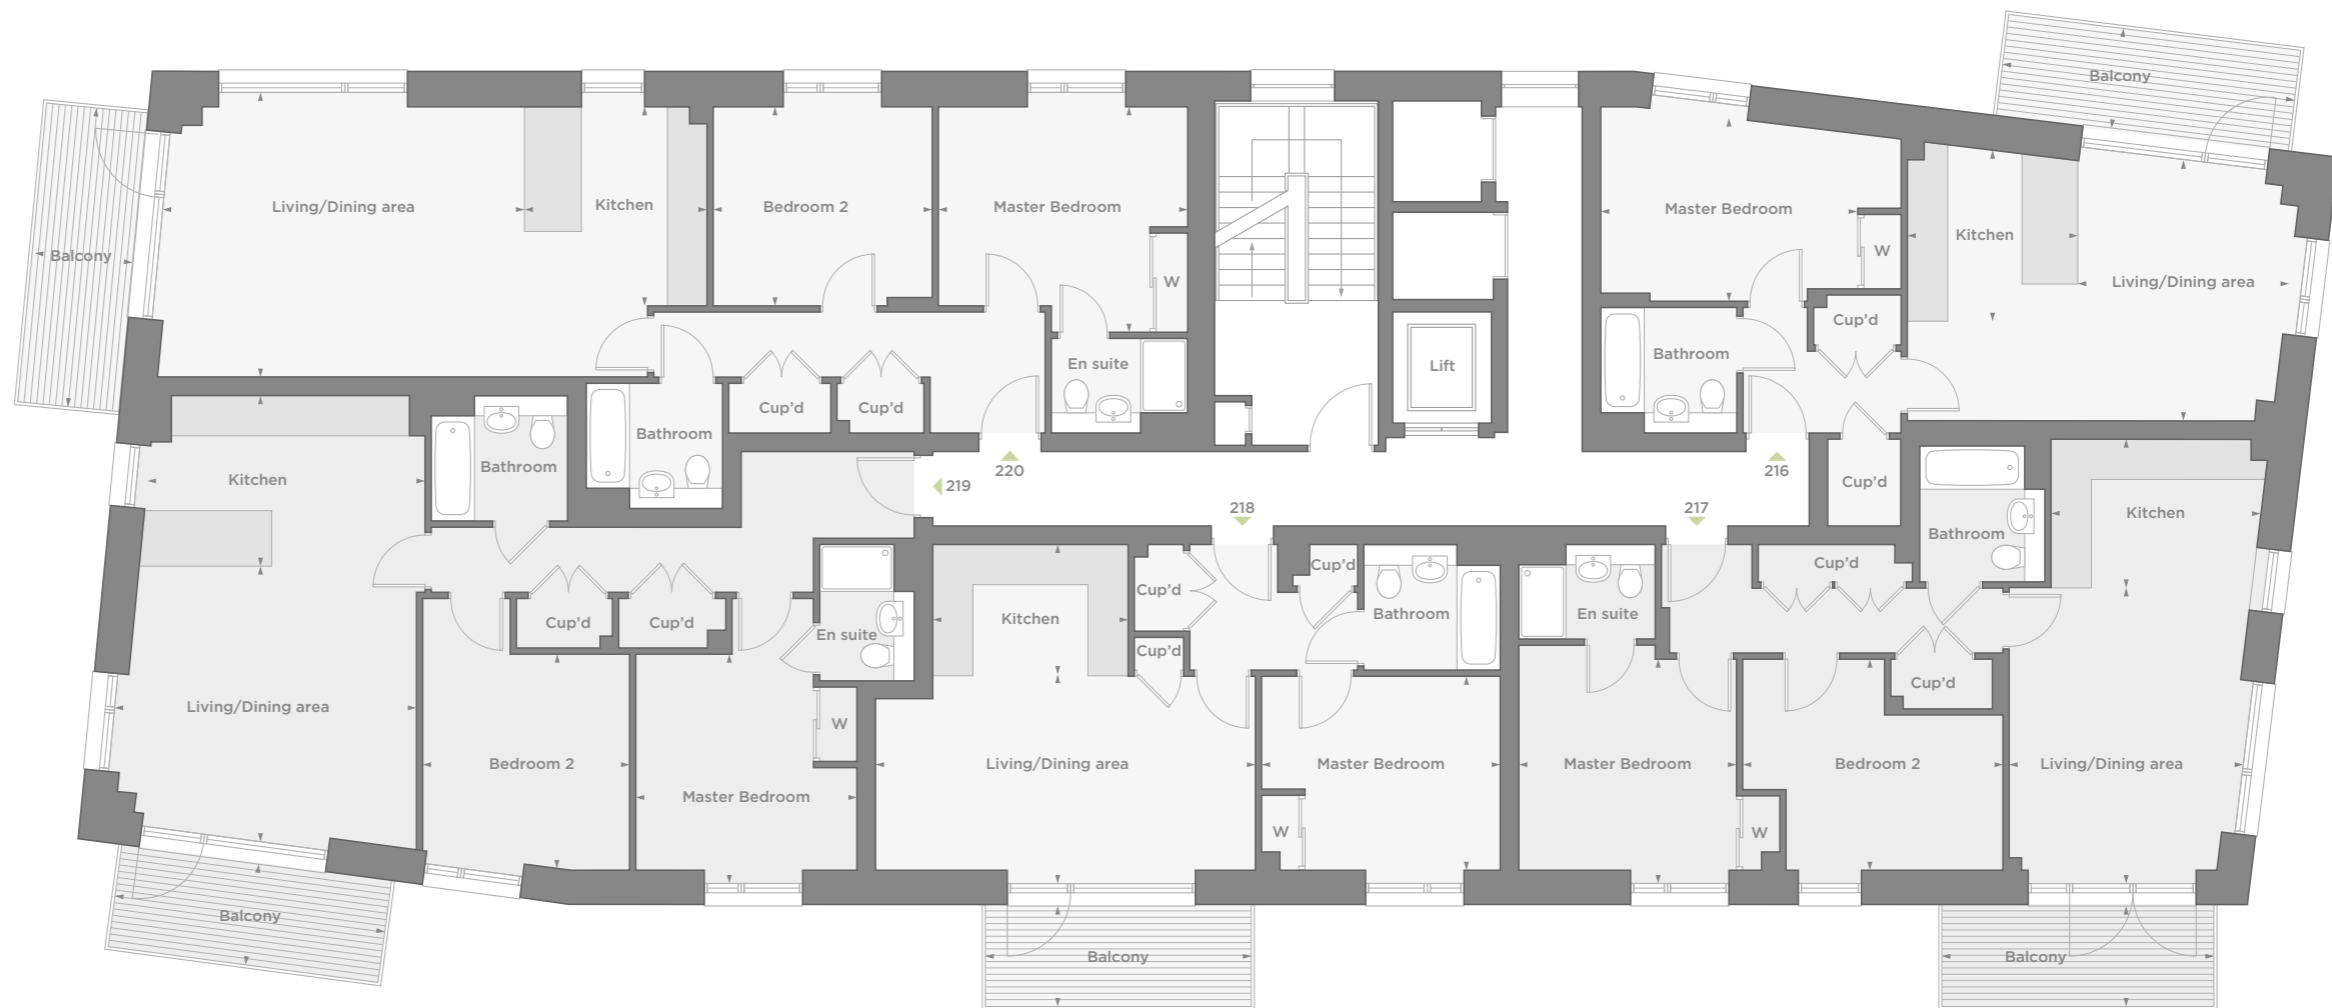 Balcony
Living/Dining area
Kitchen
Bedroom 2
Master Bedroom
W
En suite
Cup'd
Cup'd
Bathroom
220
Balcony
Lift
Master Bedroom
W
Kitchen
Living/Dining area
Balcony
Bathroom
Cup'd
Cup'd
216
Kitchen
Bathroom
219
Living/Dining area
Cup'd
Cup'd
En suite
Bedroom 2
Master Bedroom
W
Balcony
218
Kitchen
Cup'd
Cup'd
Cup'd
Bathroom
Living/Dining area
Master Bedroom
W
Balcony
217
En suite
Cup'd
Bathroom
Kitchen
Cup'd
Master Bedroom
W
Bedroom 2
Living/Dining area